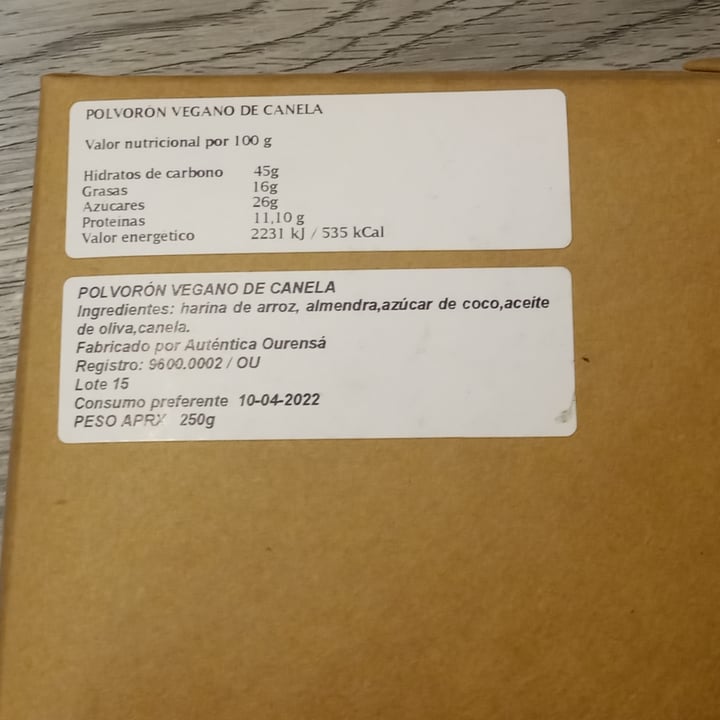 POLVORÓN VEGANO DE CANELA
Valor nutricional por 100 g
Hidratos de carbono 45g
Grasas 16g
Azucares 26g
Proteinas 11,10 g
Valor energetico 2231 kJ / 535 kCal
POLVORÓN VEGANO DE CANELA
Ingredientes: harina de arroz, almendra,azúcar de coco,aceite
de oliva,canela.
Fabricado por Auténtica Ourensá
Registro: 9600.0002 / OU
Lote 15
Consumo preferente 10-04-2022
PESO APRX 250g